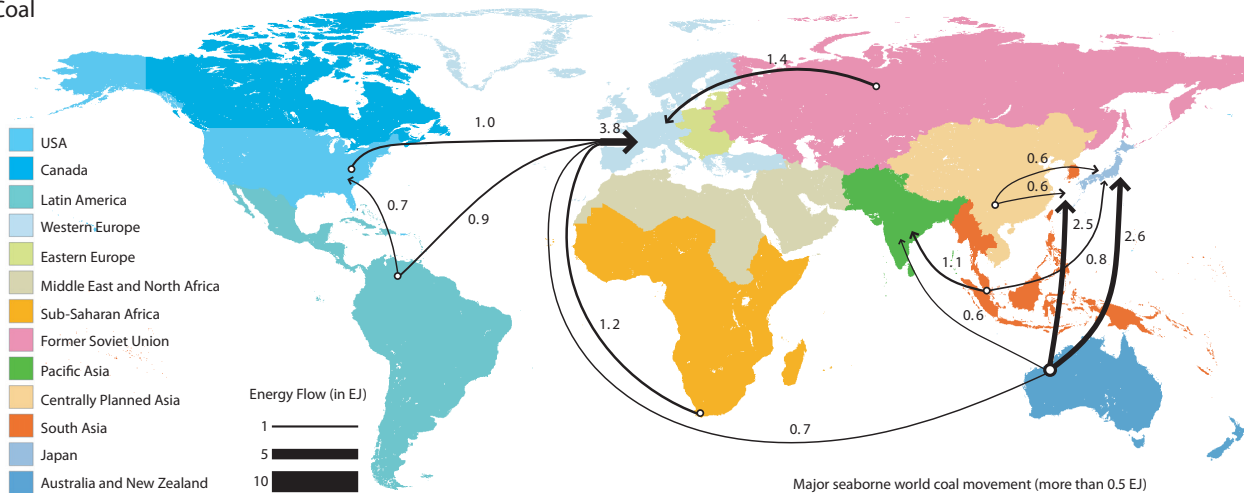 Coal
1.4
1.0
3.8
0.6
0.6
0.7
0.9
2.5
2.6
1.1
0.8
0.6
1.2
0.7
USA
Canada
Latin America
Western Europe
Eastern Europe
Middle East and North Africa
Sub-Saharan Africa
Former Soviet Union
Pacific Asia
Centrally Planned Asia
South Asia
Japan
Australia and New Zealand
Energy Flow (in EJ)
1
5
10
Major seaborne world coal movement (more than 0.5 EJ)